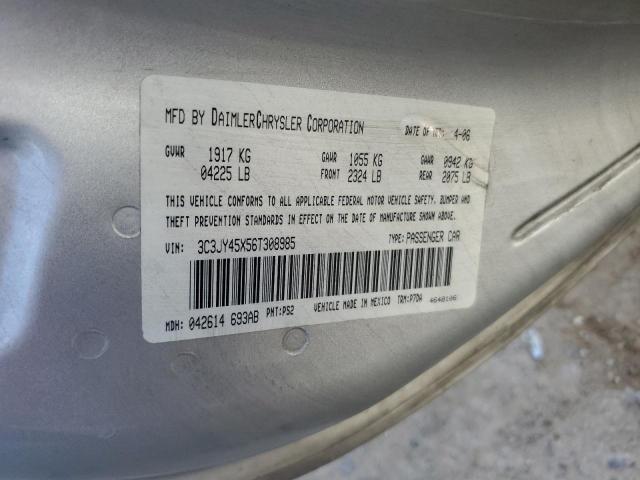 MFD BY DAIMLERCHRYSLER CORPORATION DATE OF MFR: 4-06
GVWR 1917 KG GAWR 1055 KG GAWR 0942 KG
04225 LB FRONT 2324 LB REAR 2075 LB
THIS VEHICLE CONFORMS TO ALL APPLICABLE FEDERAL MOTOR VEHICLE SAFETY, BUMPER AND
THEFT PREVENTION STANDARDS IN EFFECT ON THE DATE OF MANUFACTURE SHOWN ABOVE.
VIN: 3C3JY45X56T308985 TYPE: PASSENGER CAR
MDH: 042614 693AB PNT: PS2 VEHICLE MADE IN MEXICO TRM: P7DA 4648106